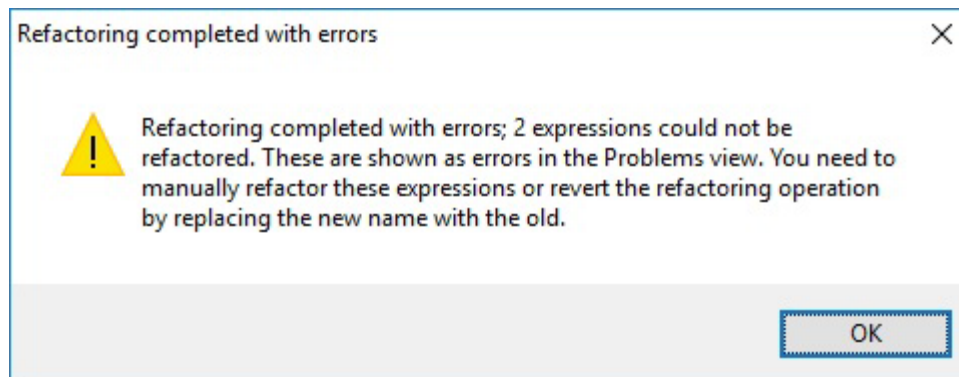 Refactoring completed with errors
Refactoring completed with errors; 2 expressions could not be
refactored. These are shown as errors in the Problems view. You need to
manually refactor these expressions or revert the refactoring operation
by replacing the new name with the old.
OK